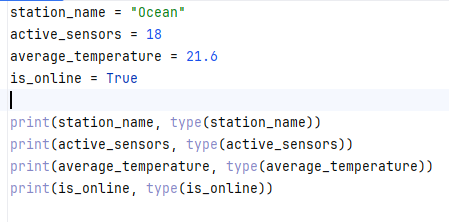 station_name = "Ocean"
active_sensors = 18
average_temperature = 21.6
is_online = True
print(station_name, type(station_name))
print(active_sensors, type(active_sensors))
print(average_temperature, type(average_temperature))
print(is_online, type(is_online))